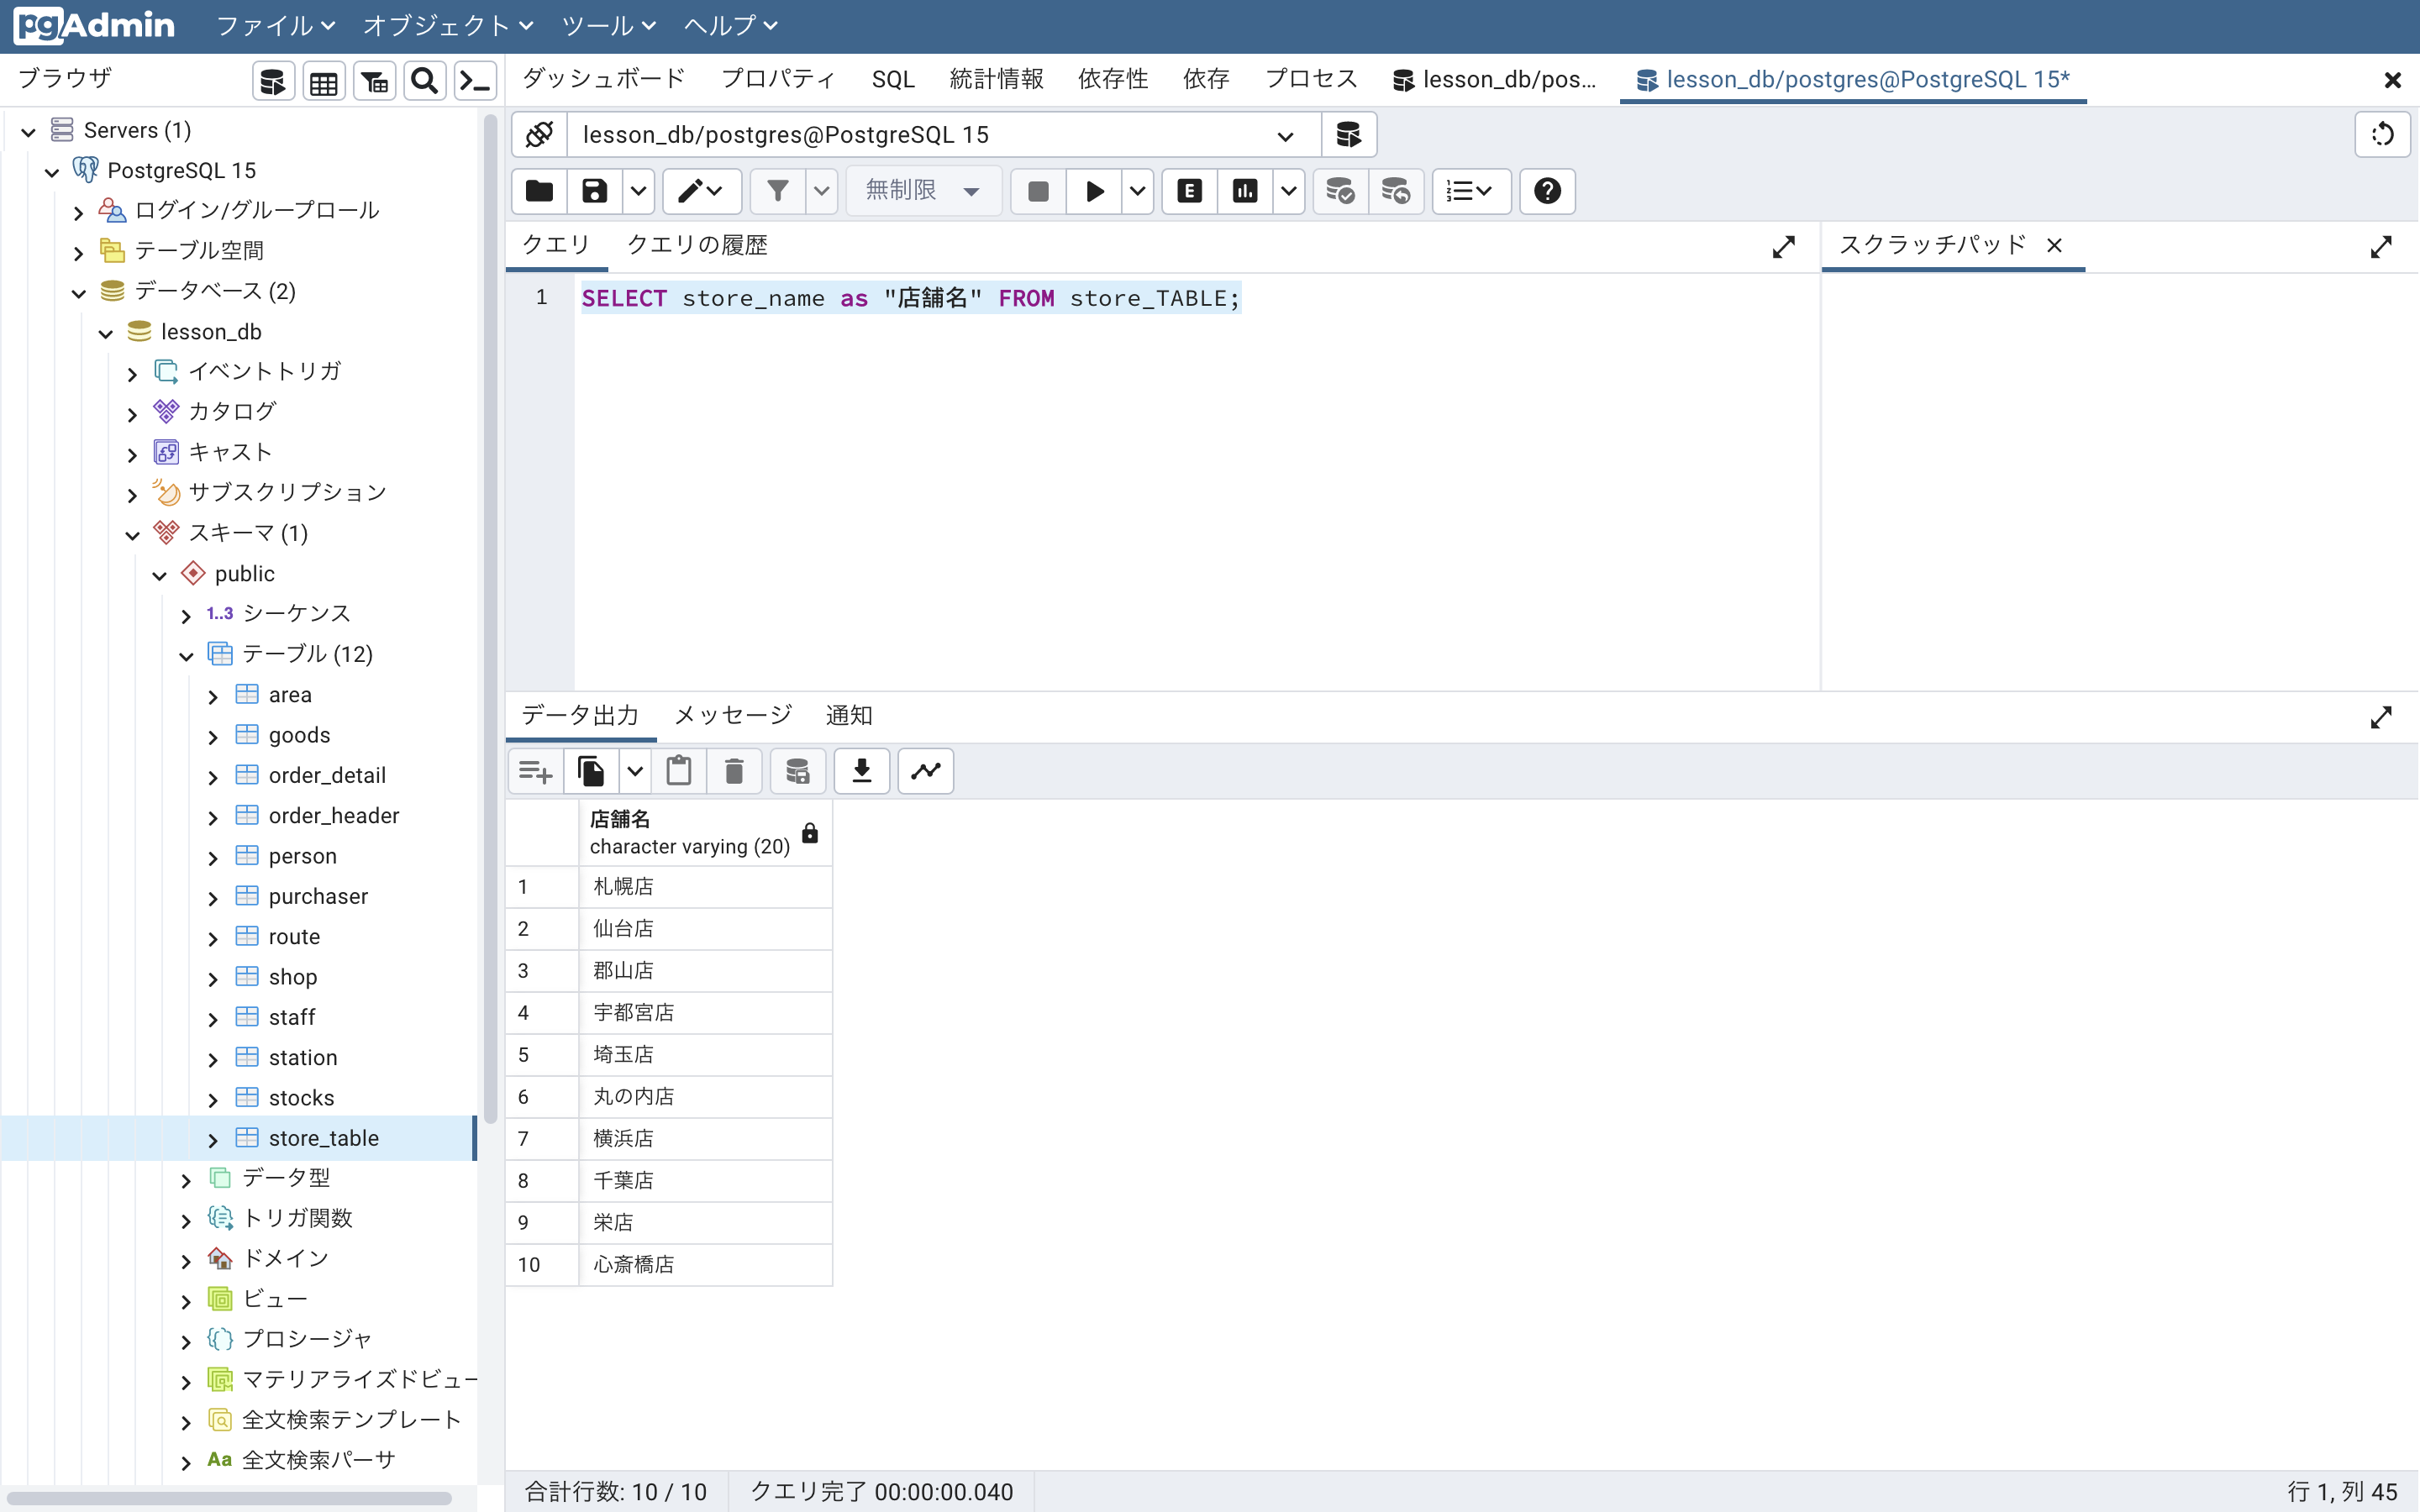 pgAdmin ファイル オブジェクト ツール ヘルプ
ブラウザ
ダッシュボード プロパティ SQL 統計情報 依存性 依存 プロセス lesson_db/pos... lesson_db/postgres@PostgreSQL 15*
Servers (1)
PostgreSQL 15
ログイン/グループロール
テーブル空間
データベース (2)
lesson_db
イベントトリガ
カタログ
キャスト
サブスクリプション
スキーマ (1)
public
1..3 シーケンス
テーブル (12)
area
goods
order_detail
order_header
person
purchaser
route
shop
staff
station
stocks
store_table
データ型
トリガ関数
ドメイン
ビュー
プロシージャ
マテリアライズドビュー
全文検索テンプレート
Aa 全文検索パーサ
lesson_db/postgres@PostgreSQL 15
無制限 E
クエリ クエリの履歴
スクラッチパッド
1 SELECT store_name as "店舗名" FROM store_TABLE;
データ出力 メッセージ 通知
店舗名
character varying (20)
1 札幌店
2 仙台店
3 郡山店
4 宇都宮店
5 埼玉店
6 丸の内店
7 横浜店
8 千葉店
9 栄店
10 心斎橋店
合計行数: 10 / 10 クエリ完了 00:00:00.040 行 1, 列 45